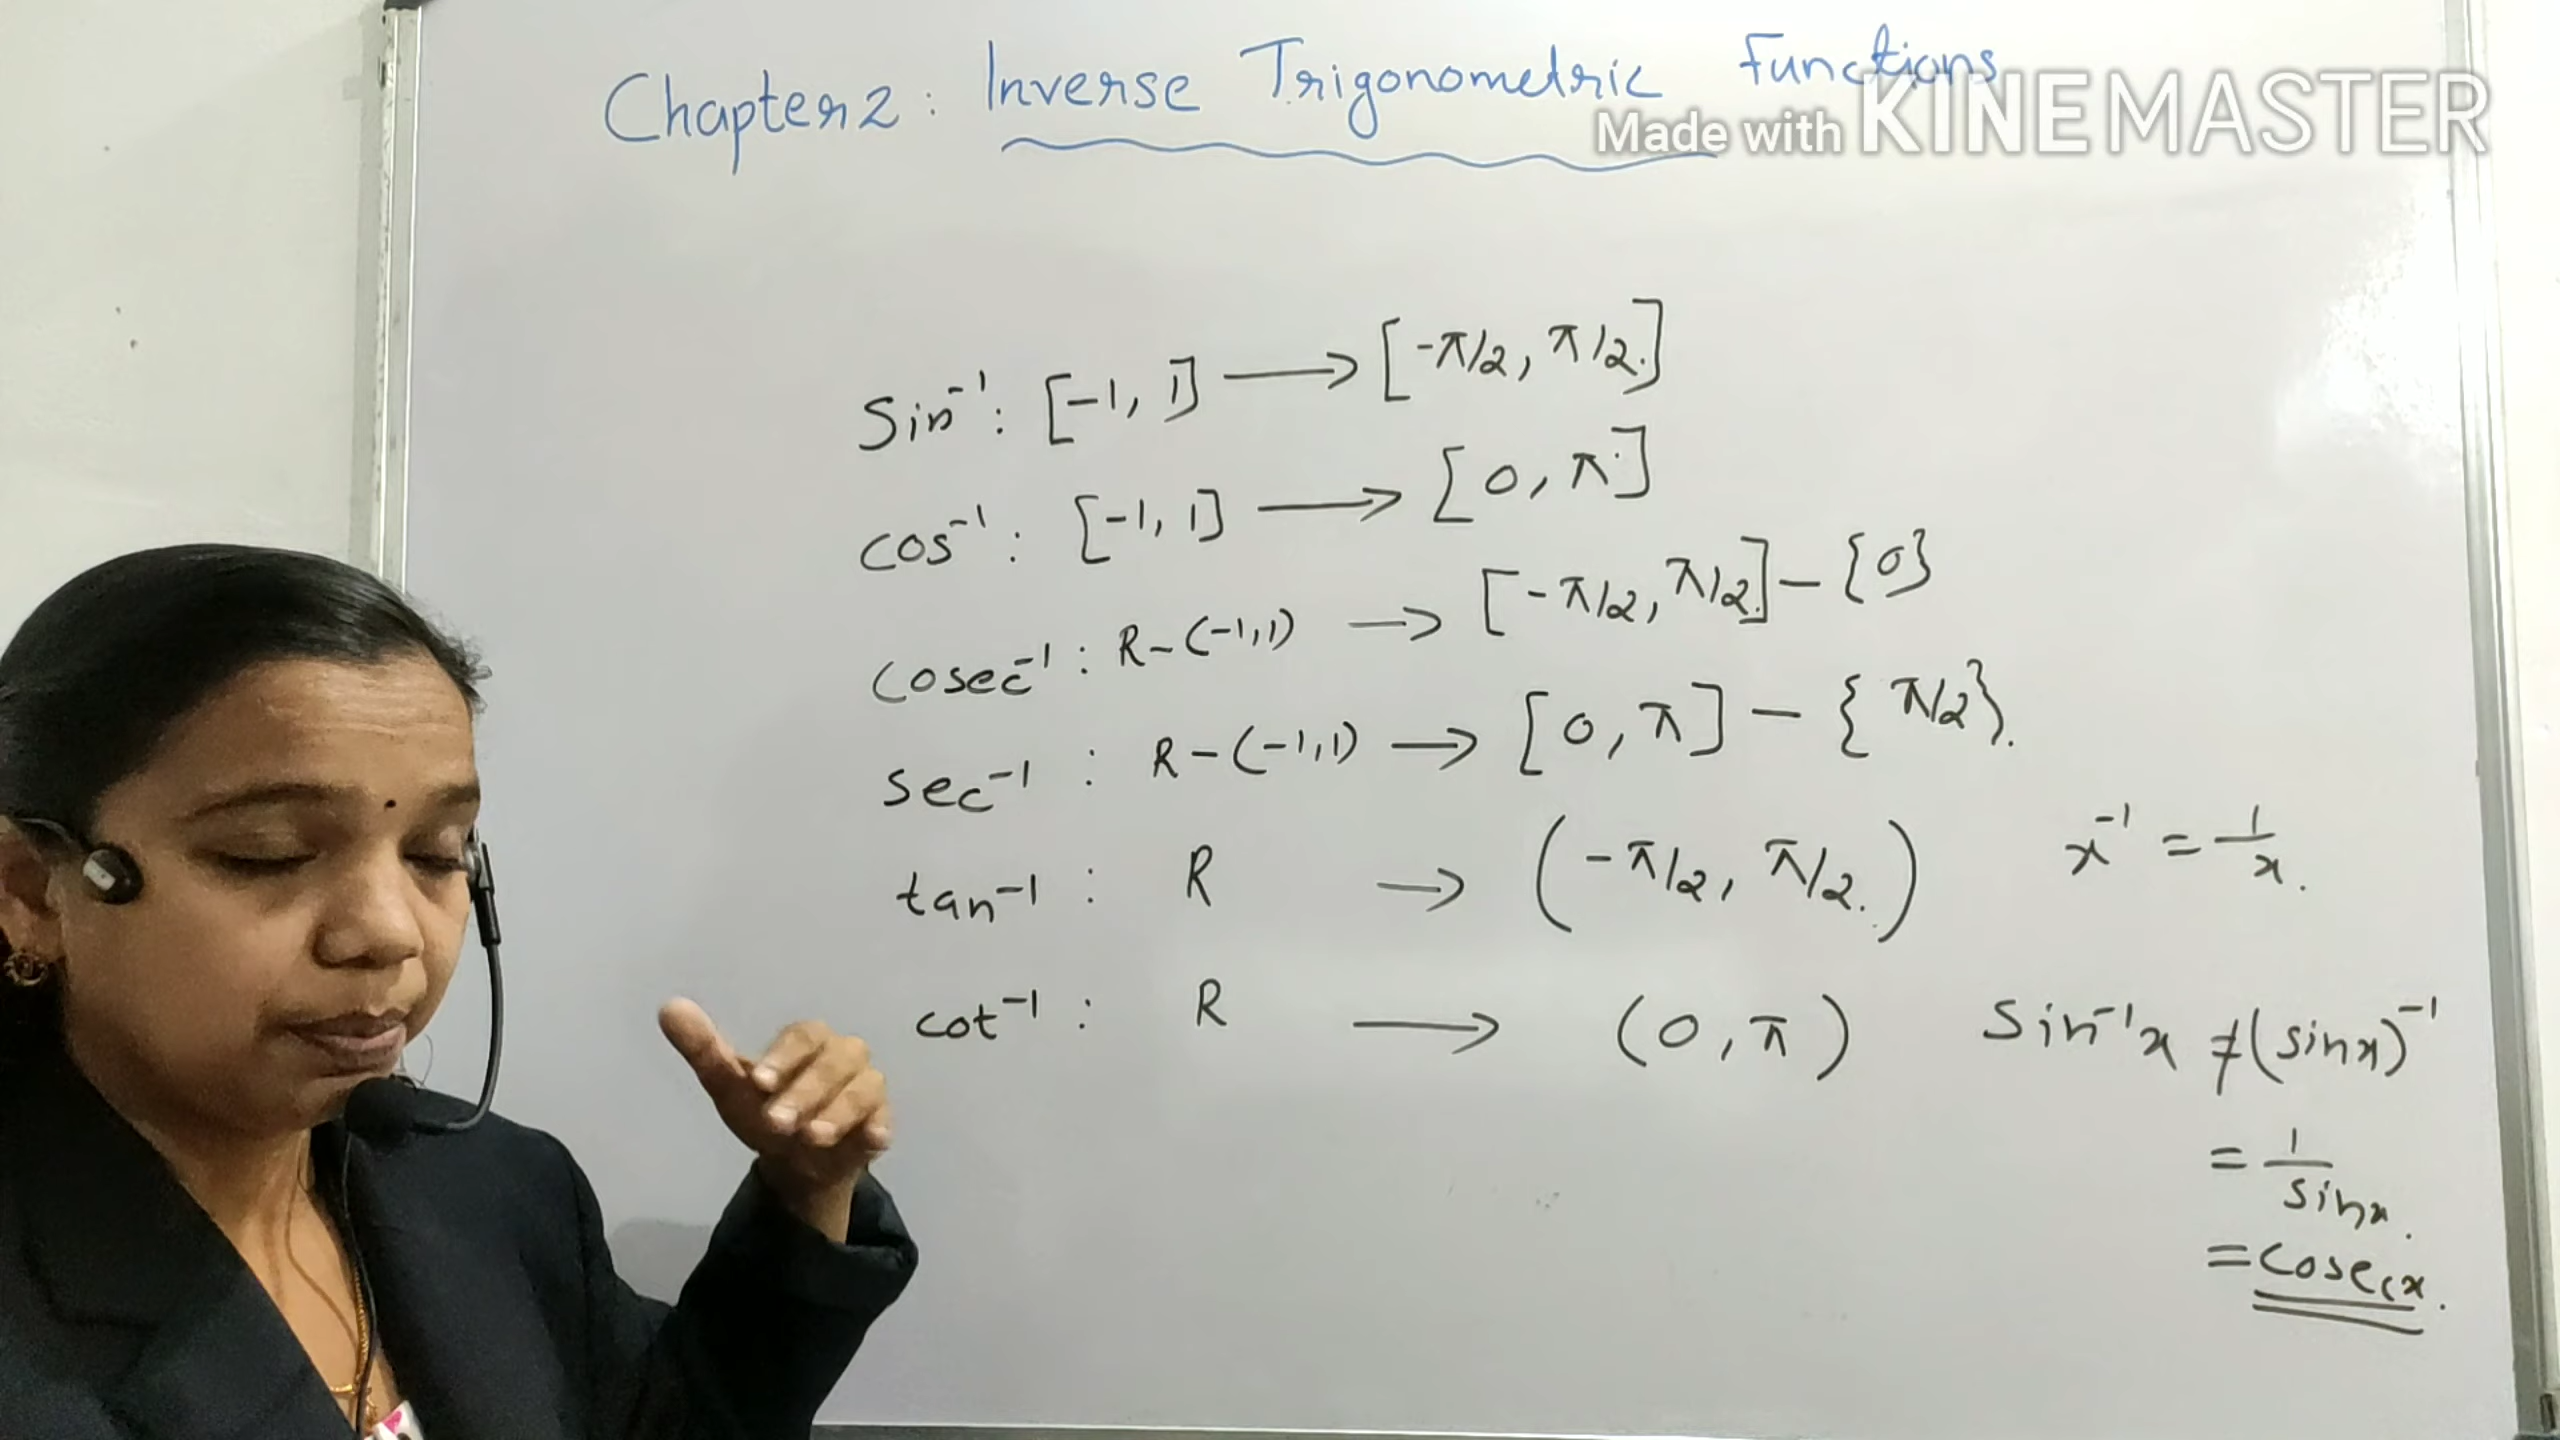 Chapter 2 : Inverse Trigonometric Functions
Made with KINEMASTER
Sin⁻¹ : [-1, 1] ⟶ [-π/2, π/2.]
cos⁻¹ : [-1, 1] ⟶ [0, π]
Cosec⁻¹ : R-(-1,1) → [-π/2, π/2] - {0}
sec⁻¹ : R-(-1,1) → [0, π] - {π/2}.
tan⁻¹ : R → (-π/2, π/2.)
x⁻¹ = 1/x.
cot⁻¹ : R ⟶ (0, π)
Sin⁻¹x ≠ (sinx)⁻¹
= 1/sinx.
= Cosecx.